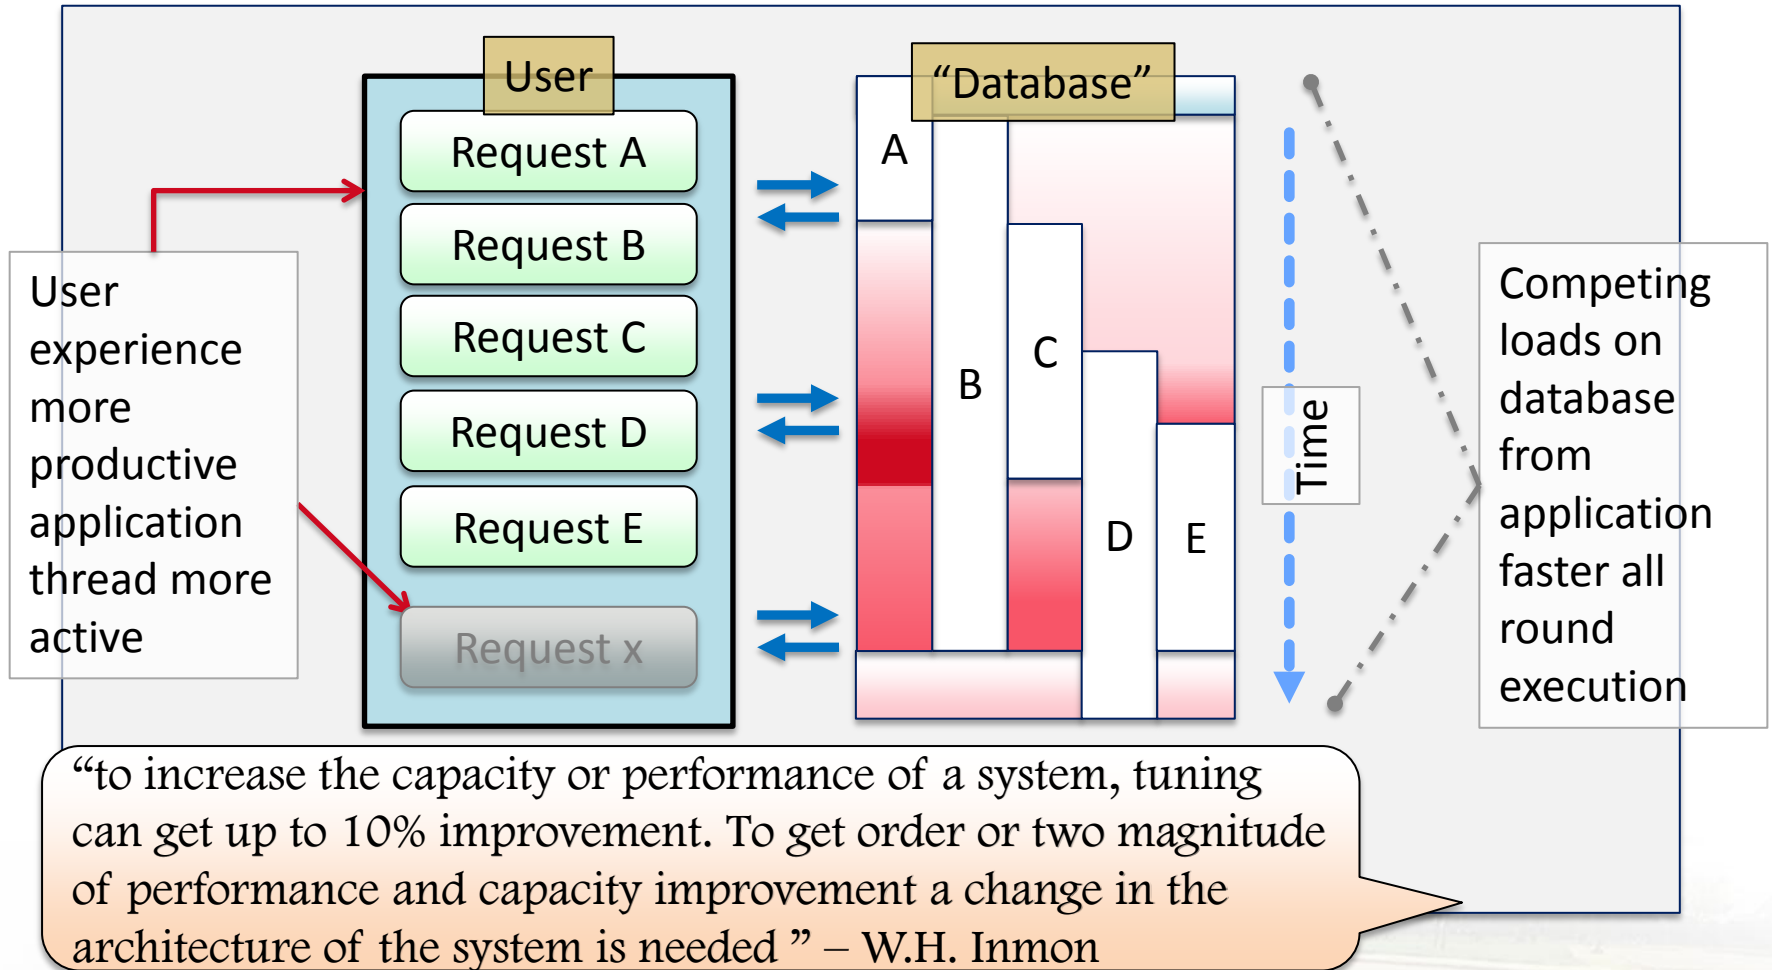 User
“Database”
Request A
Request B
Request C
Request D
Request E
Request x
A
B
C
D
E
Time
User
experience
more
productive
application
thread more
active
Competing
loads on
database
from
application
faster all
round
execution
“to increase the capacity or performance of a system, tuning
can get up to 10% improvement. To get order or two magnitude
of performance and capacity improvement a change in the
architecture of the system is needed ” – W.H. Inmon